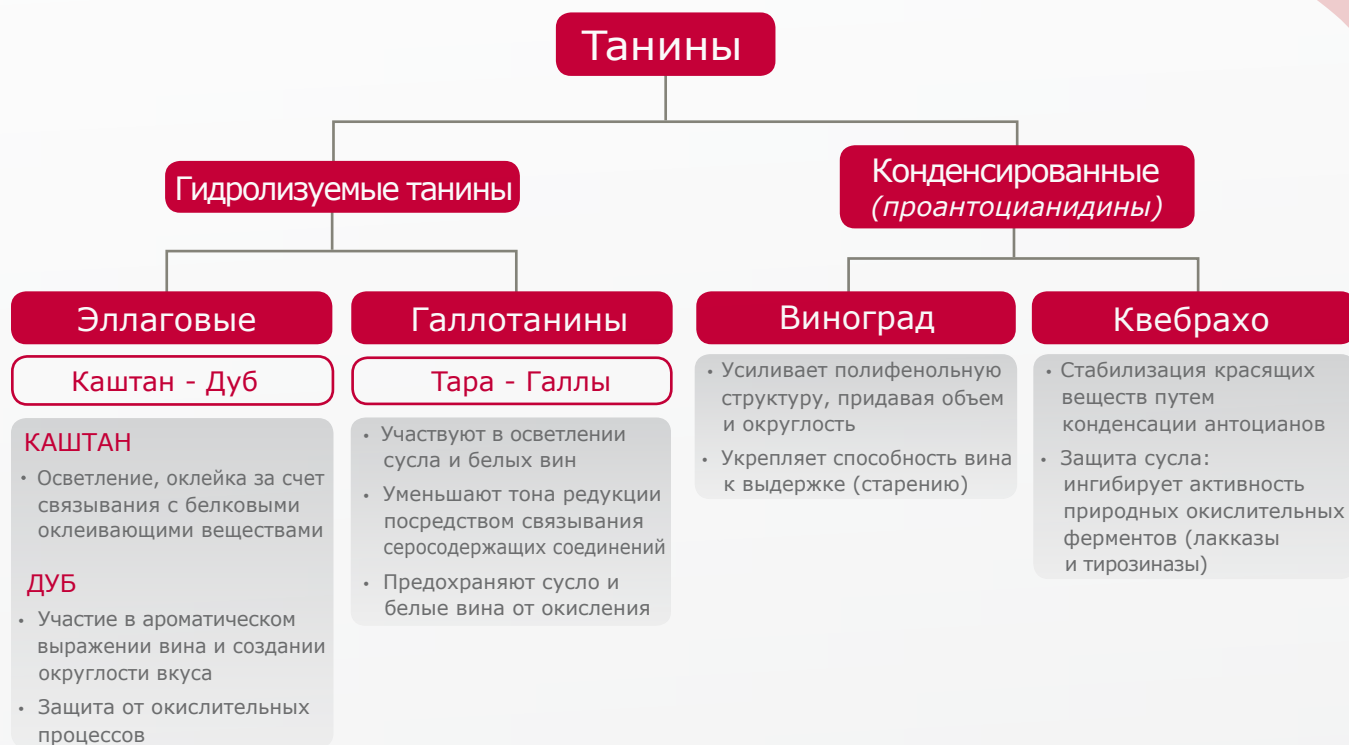 Танины
Гидролизуемые танины
Конденсированные
(проантоцианидины)
Эллаговые
Каштан - Дуб
КАШТАН
• Осветление, оклейка за счет
связывания с белковыми
оклеивающими веществами
ДУБ
• Участие в ароматическом
выражении вина и создании
округлости вкуса
• Защита от окислительных
процессов
Галлотанины
Тара - Галлы
• Участвуют в осветлении
сусла и белых вин
• Уменьшают тона редукции
посредством связывания
серосодержащих соединений
• Предохраняют сусло и
белые вина от окисления
Виноград
• Усиливает полифенольную
структуру, придавая объем
и округлость
• Укрепляет способность вина
к выдержке (старению)
Квебрахо
• Стабилизация красящих
веществ путем
конденсации антоцианов
• Защита сусла:
ингибирует активность
природных окислительных
ферментов (лакказы
и тирозиназы)